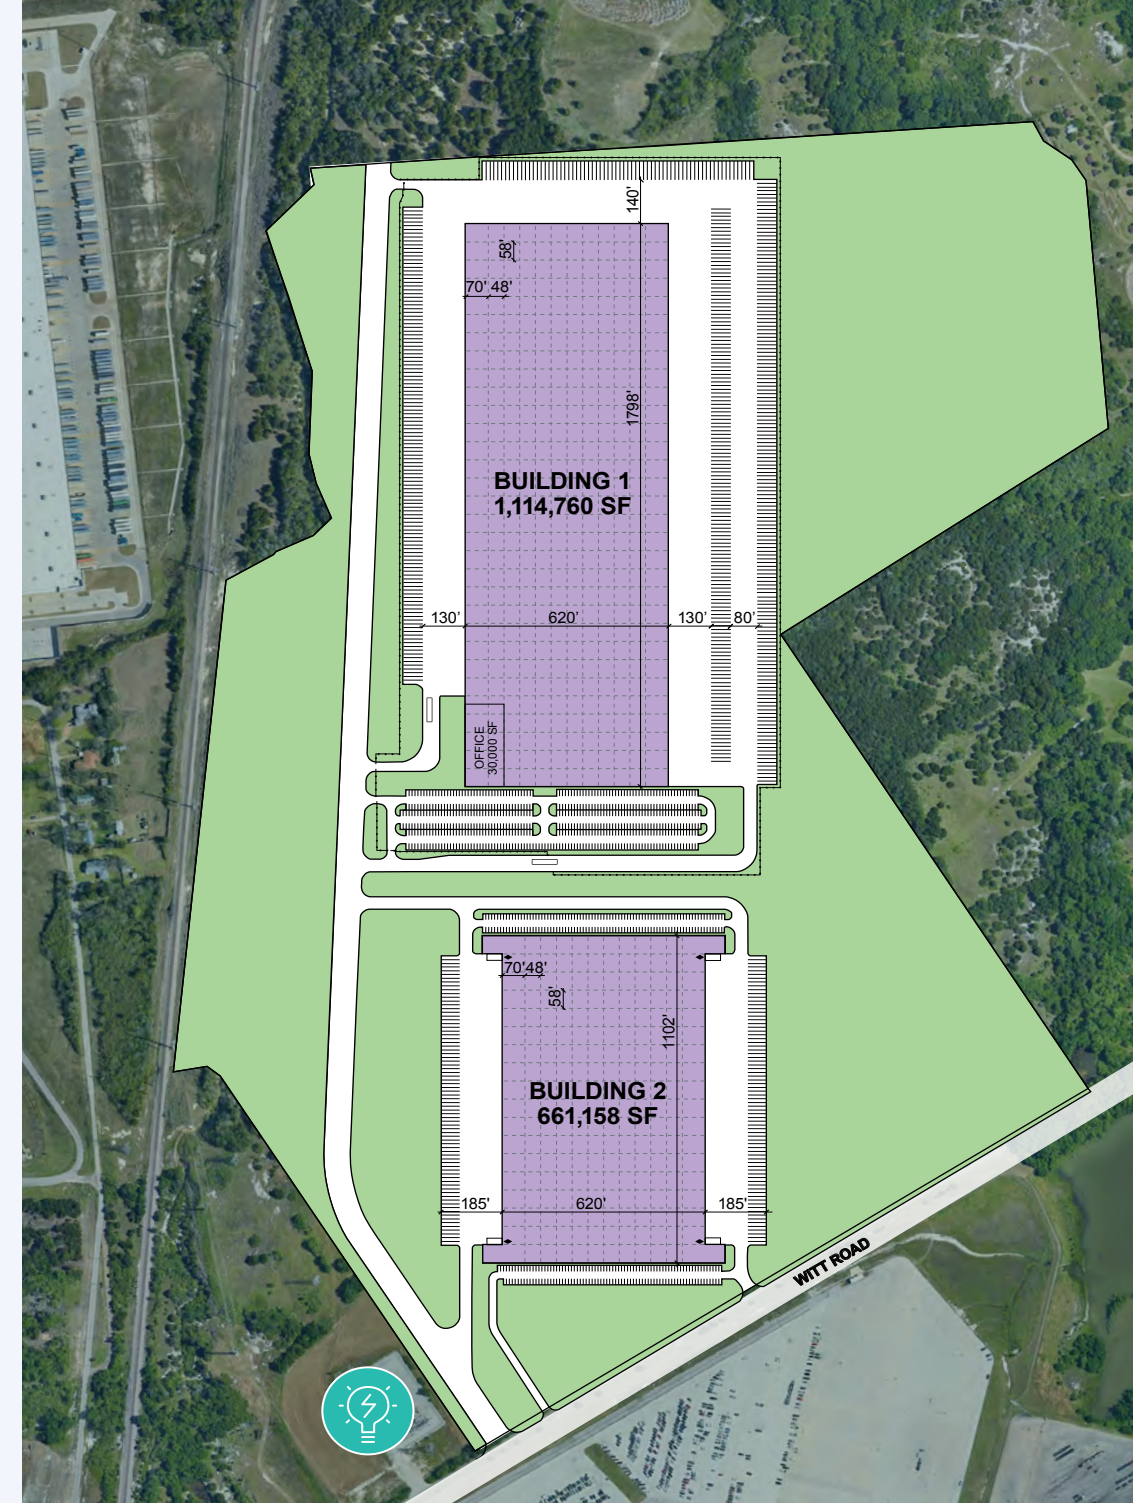 140'
58'
70' 48'
1798'
BUILDING 1
1,114,760 SF
130'
620'
130'
80'
OFFICE
30,000 SF
70'48'
58'
1102'
BUILDING 2
661,158 SF
185'
620'
185'
WITT ROAD